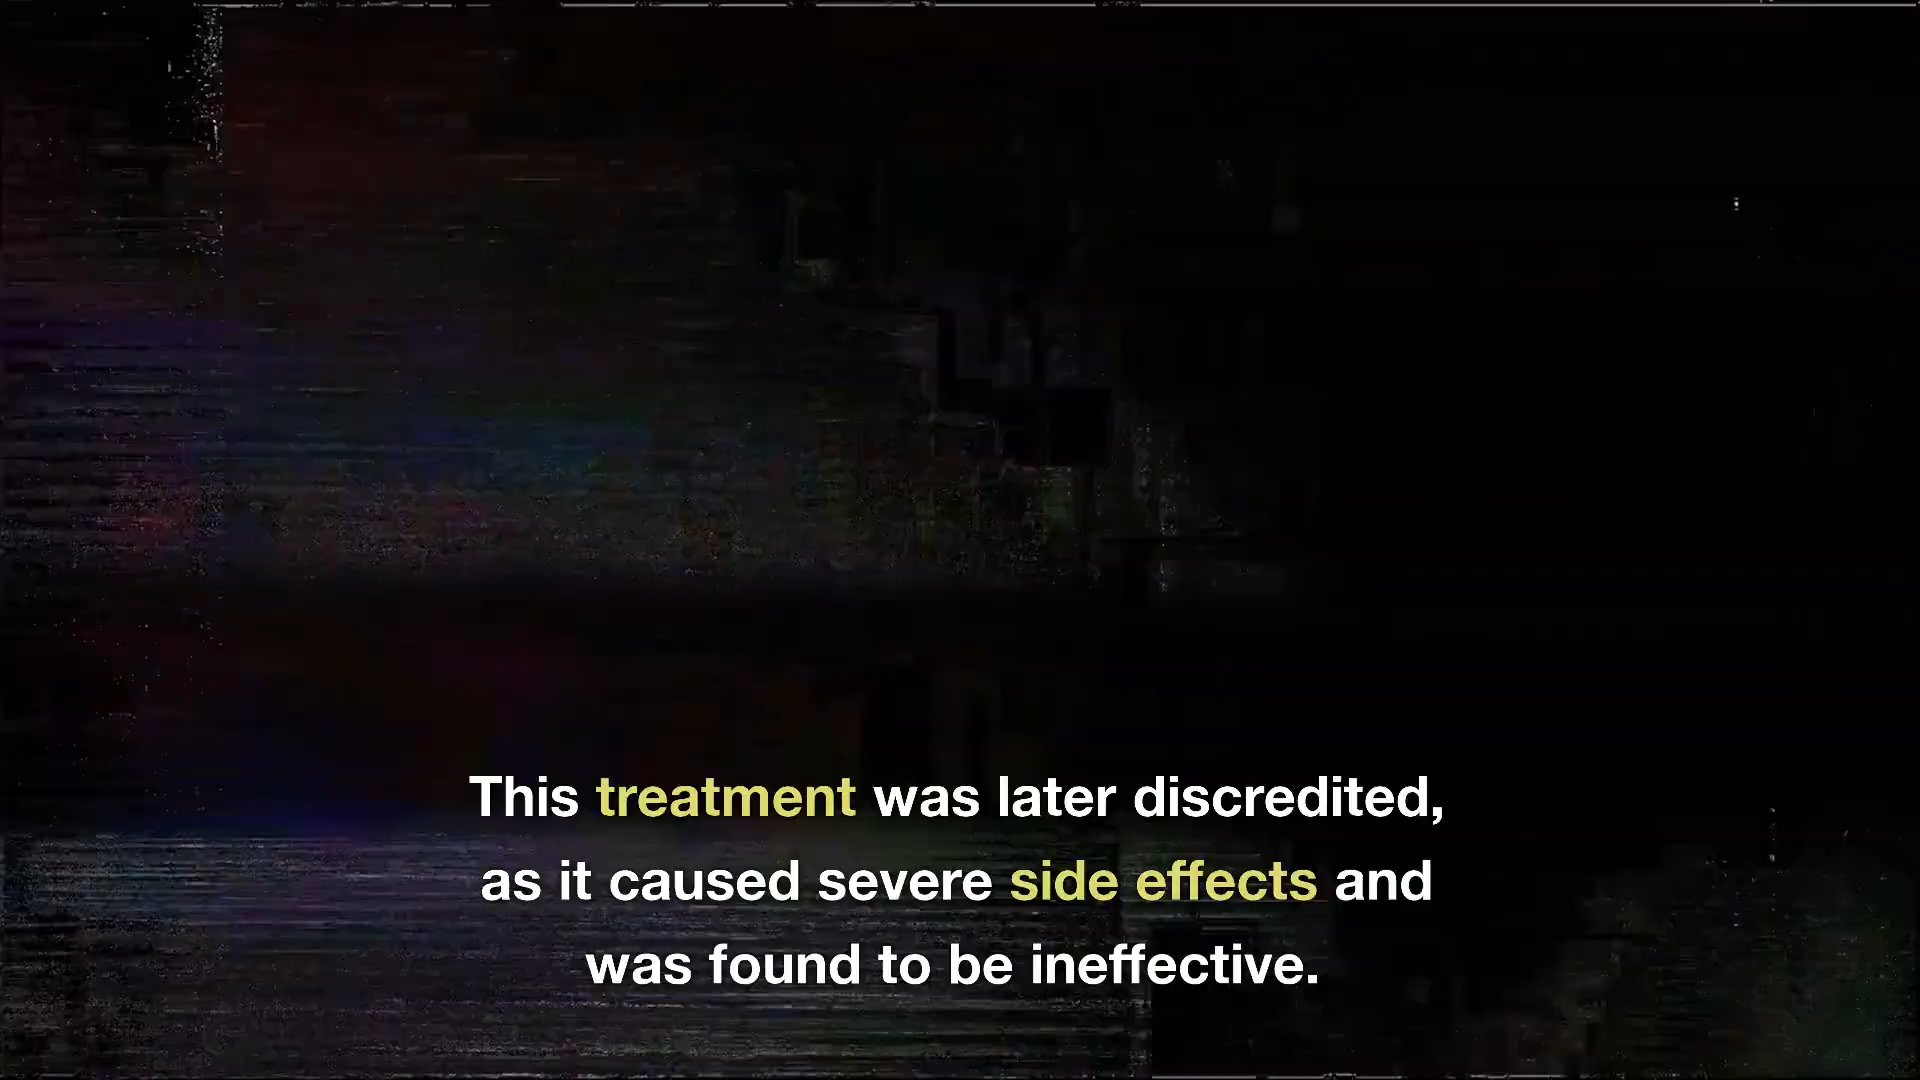 This treatment was later discredited,
as it caused severe side effects and
was found to be ineffective.